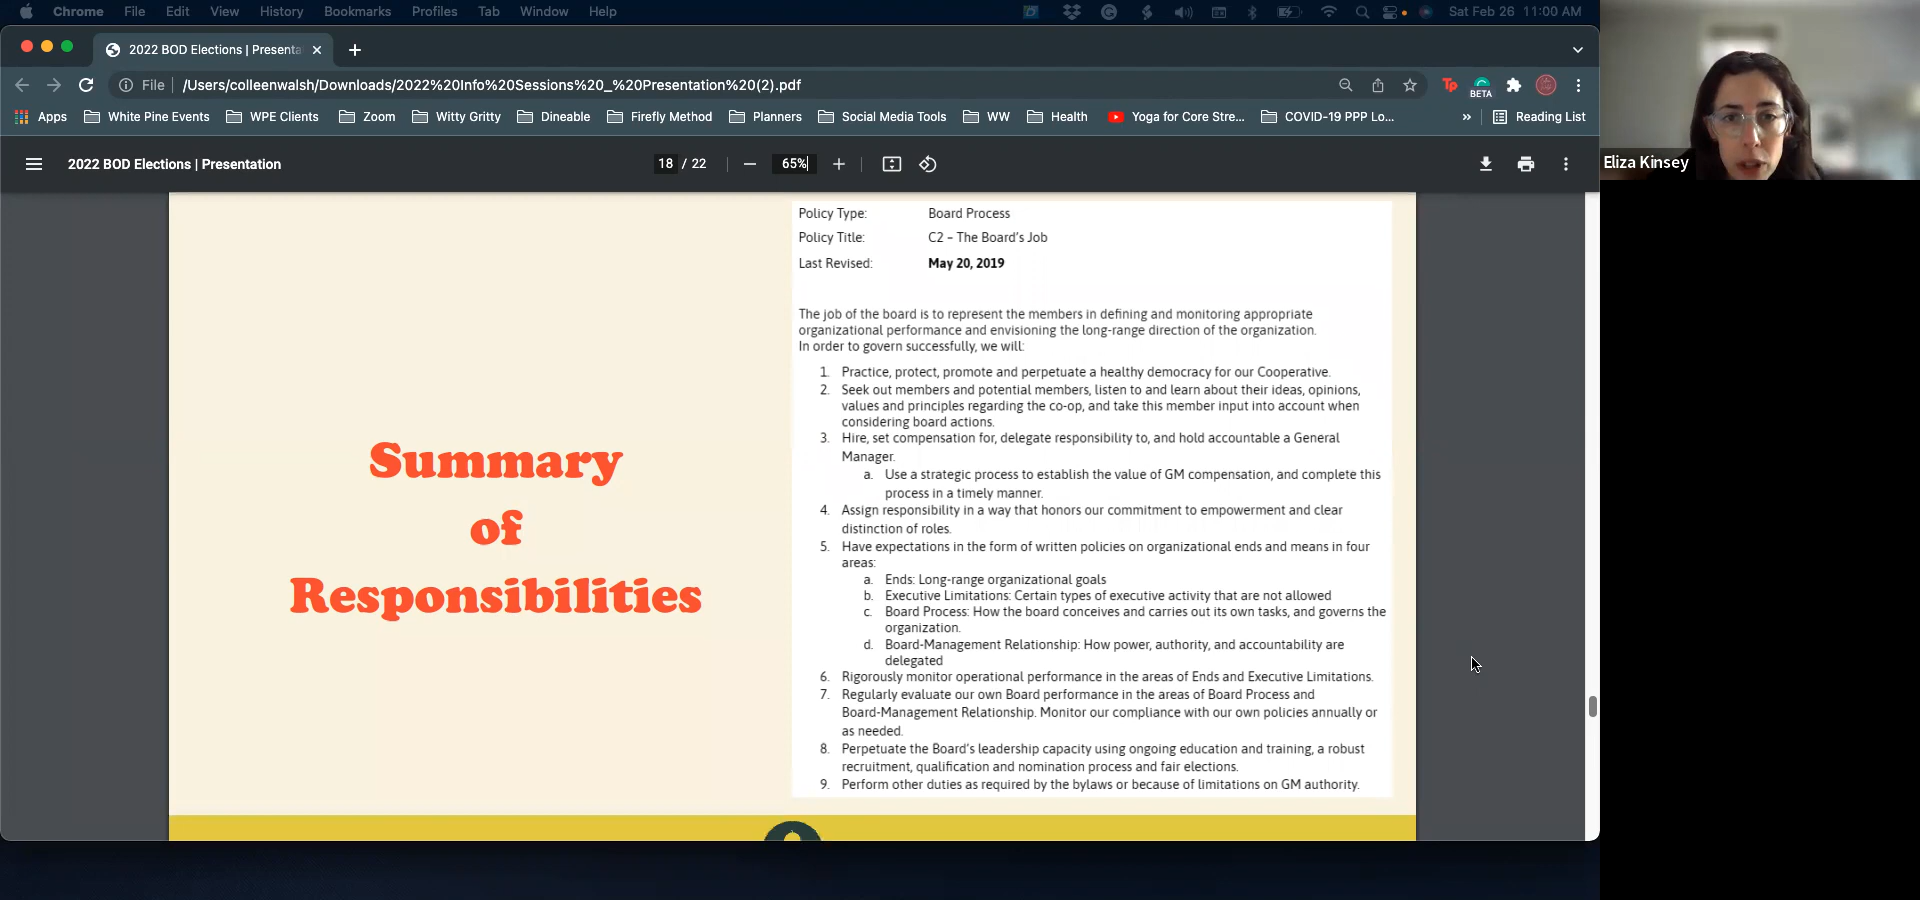 Chrome File Edit View History Bookmarks Profiles Tab Window Help Sat Feb 26 11:00 AM
2022 BOD Elections | Presenta
File /Users/colleenwalsh/Downloads/2022%20Info%20Sessions%20_%20Presentation%20(2).pdf
Tp BETA
Apps White Pine Events WPE Clients Zoom Witty Gritty Dineable Firefly Method Planners Social Media Tools WW Health Yoga for Core Stre... COVID-19 PPP Lo... » Reading List
2022 BOD Elections | Presentation 18 / 22 65%
Eliza Kinsey
Summary
of
Responsibilities
Policy Type: Board Process
Policy Title: C2 – The Board's Job
Last Revised: May 20, 2019
The job of the board is to represent the members in defining and monitoring appropriate
organizational performance and envisioning the long-range direction of the organization.
In order to govern successfully, we will:
1. Practice, protect, promote and perpetuate a healthy democracy for our Cooperative.
2. Seek out members and potential members, listen to and learn about their ideas, opinions,
values and principles regarding the co-op, and take this member input into account when
considering board actions.
3. Hire, set compensation for, delegate responsibility to, and hold accountable a General
Manager.
a. Use a strategic process to establish the value of GM compensation, and complete this
process in a timely manner.
4. Assign responsibility in a way that honors our commitment to empowerment and clear
distinction of roles.
5. Have expectations in the form of written policies on organizational ends and means in four
areas:
a. Ends: Long-range organizational goals
b. Executive Limitations: Certain types of executive activity that are not allowed
c. Board Process: How the board conceives and carries out its own tasks, and governs the
organization.
d. Board-Management Relationship: How power, authority, and accountability are
delegated
6. Rigorously monitor operational performance in the areas of Ends and Executive Limitations.
7. Regularly evaluate our own Board performance in the areas of Board Process and
Board-Management Relationship. Monitor our compliance with our own policies annually or
as needed.
8. Perpetuate the Board's leadership capacity using ongoing education and training, a robust
recruitment, qualification and nomination process and fair elections.
9. Perform other duties as required by the bylaws or because of limitations on GM authority.